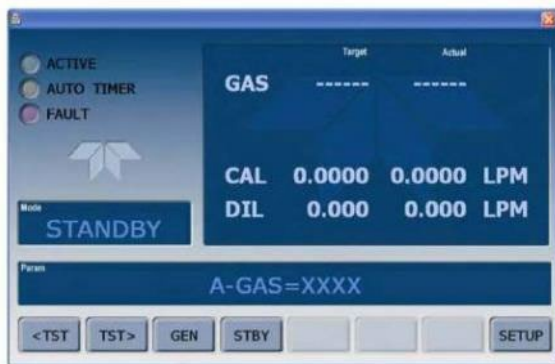 ACTIVE
AUTO TIMER
FAULT
Target Actual
GAS ------ ------
CAL 0.0000 0.0000 LPM
DIL 0.000 0.000 LPM
Mode
STANDBY
Param
A-GAS=XXXX
<TST TST> GEN STBY SETUP